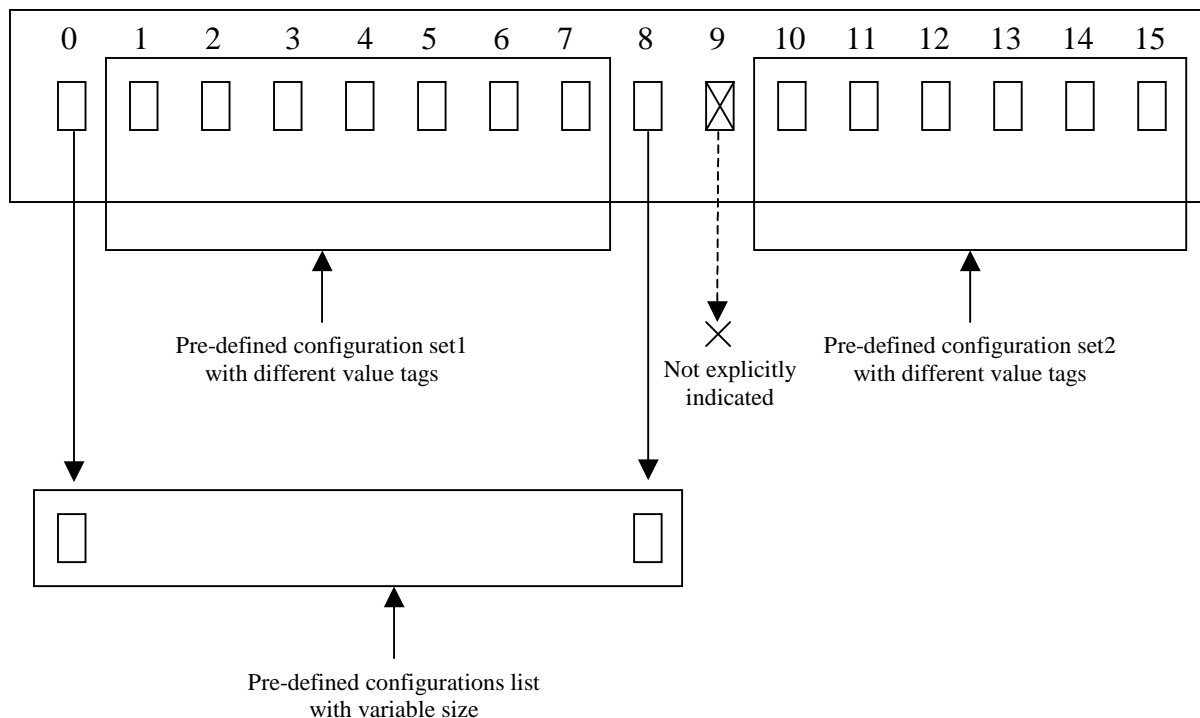 0 1 2 3 4 5 6 7 8 9 10 11 12 13 14 15
Pre-defined configuration set1
with different value tags
Not explicitly
indicated
Pre-defined configuration set2
with different value tags
Pre-defined configurations list
with variable size